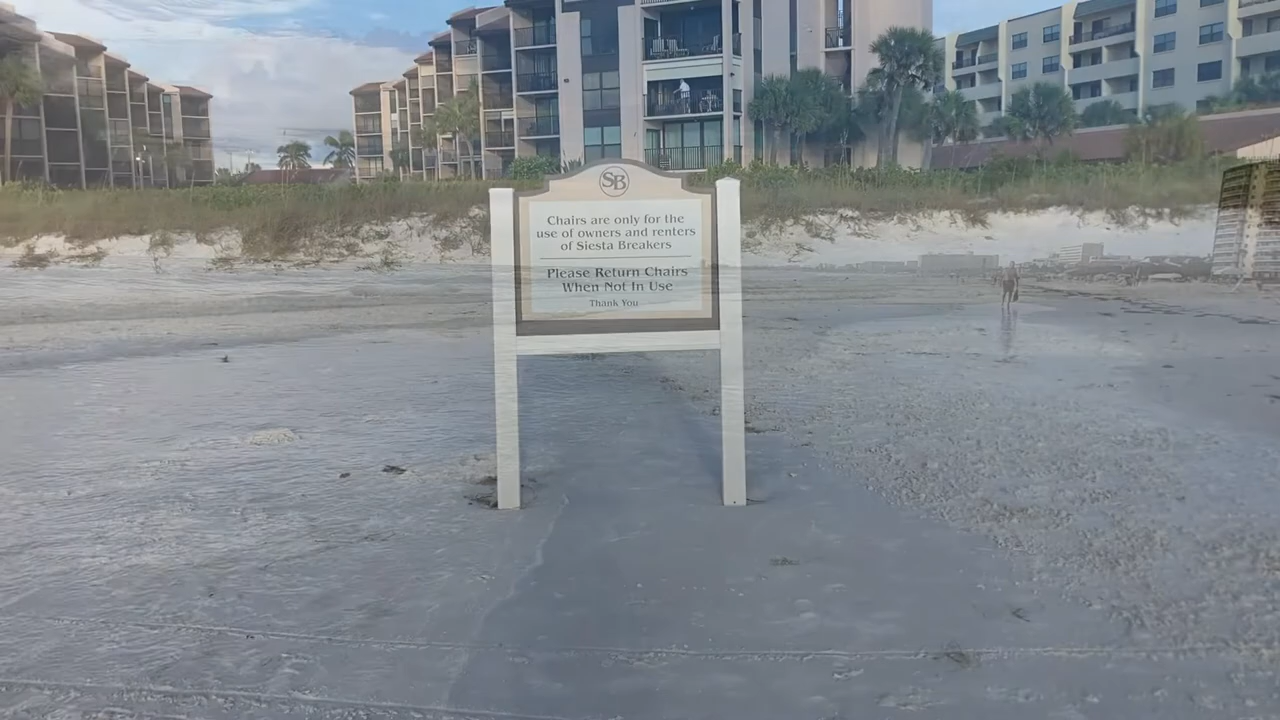 SB
Chairs are only for the
use of owners and renters
of Siesta Breakers
Please Return Chairs
When Not In Use
Thank You